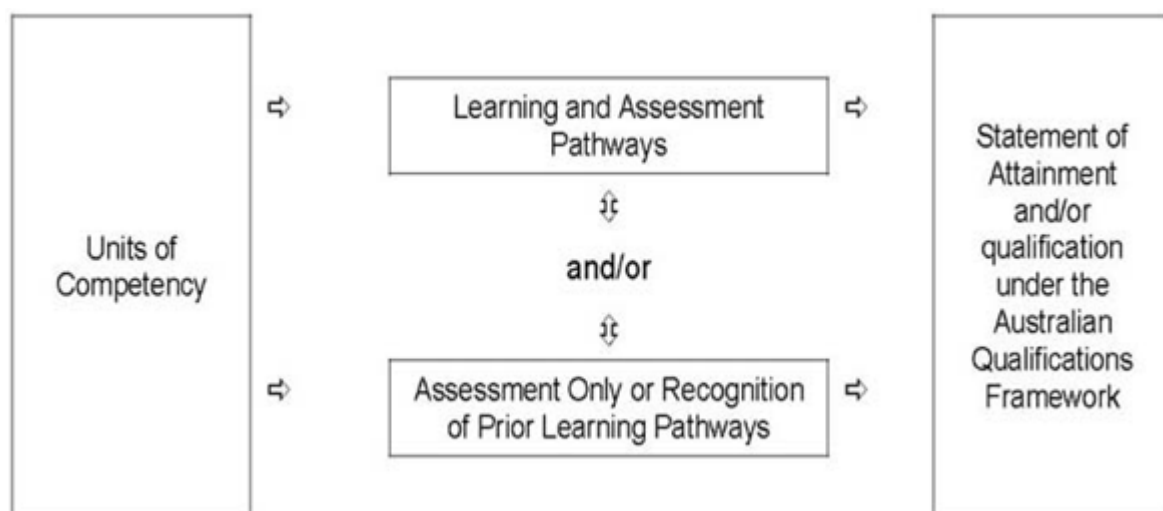 Units of
Competency
Learning and Assessment
Pathways
and/or
Assessment Only or Recognition
of Prior Learning Pathways
Statement of
Attainment
and/or
qualification
under the
Australian
Qualifications
Framework